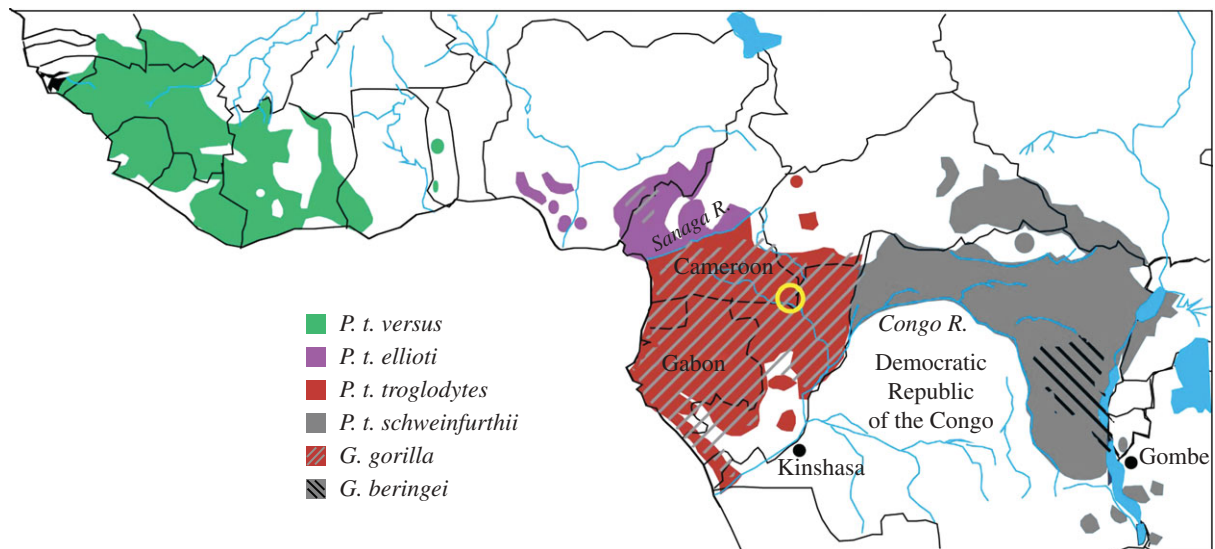 Sanaga R.
Cameroon
P. t. versus
Congo R.
P. t. ellioti
Gabon
Democratic
Republic
of the Congo
P. t. troglodytes
P. t. schweinfurthii
G. gorilla
Kinshasa
Gombe
G. beringei